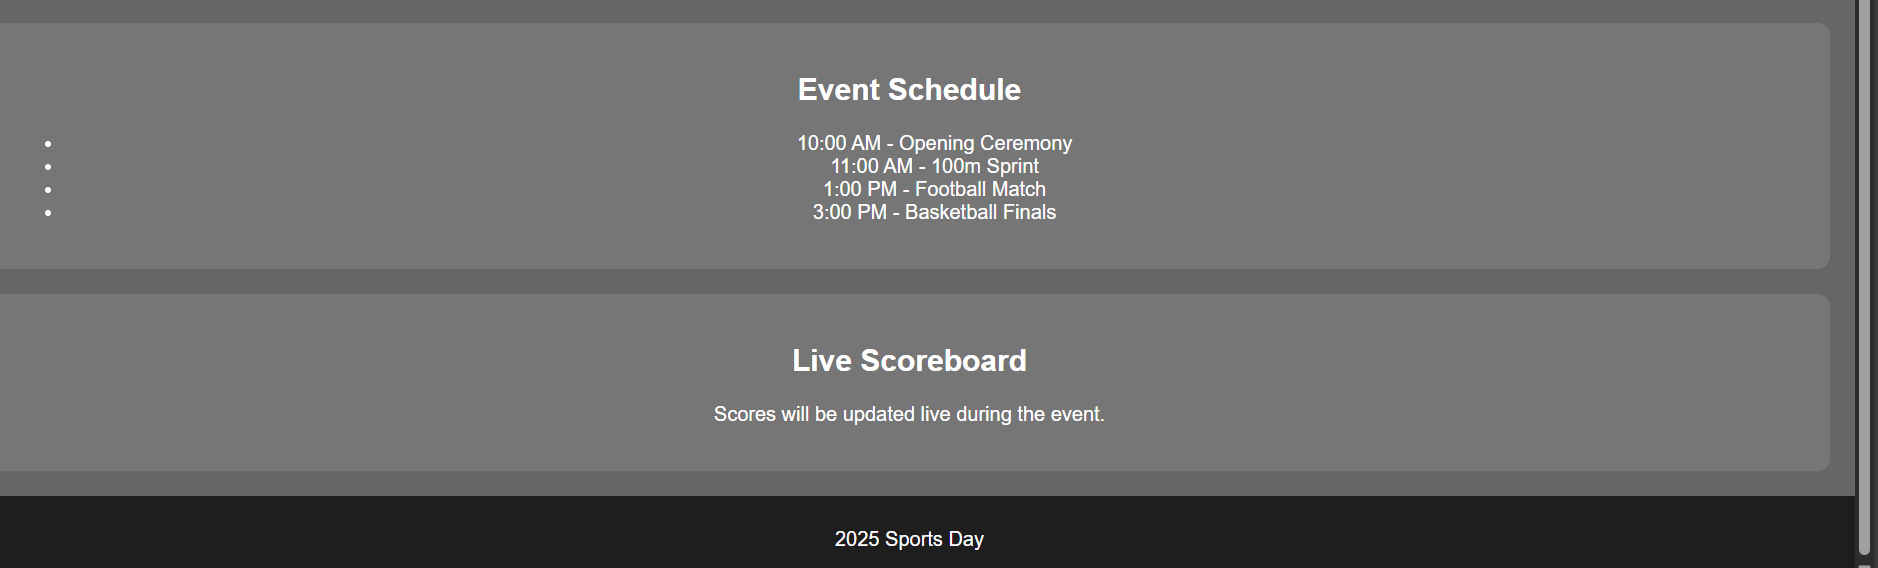 Event Schedule
• 10:00 AM - Opening Ceremony
• 11:00 AM - 100m Sprint
• 1:00 PM - Football Match
• 3:00 PM - Basketball Finals
Live Scoreboard
Scores will be updated live during the event.
2025 Sports Day